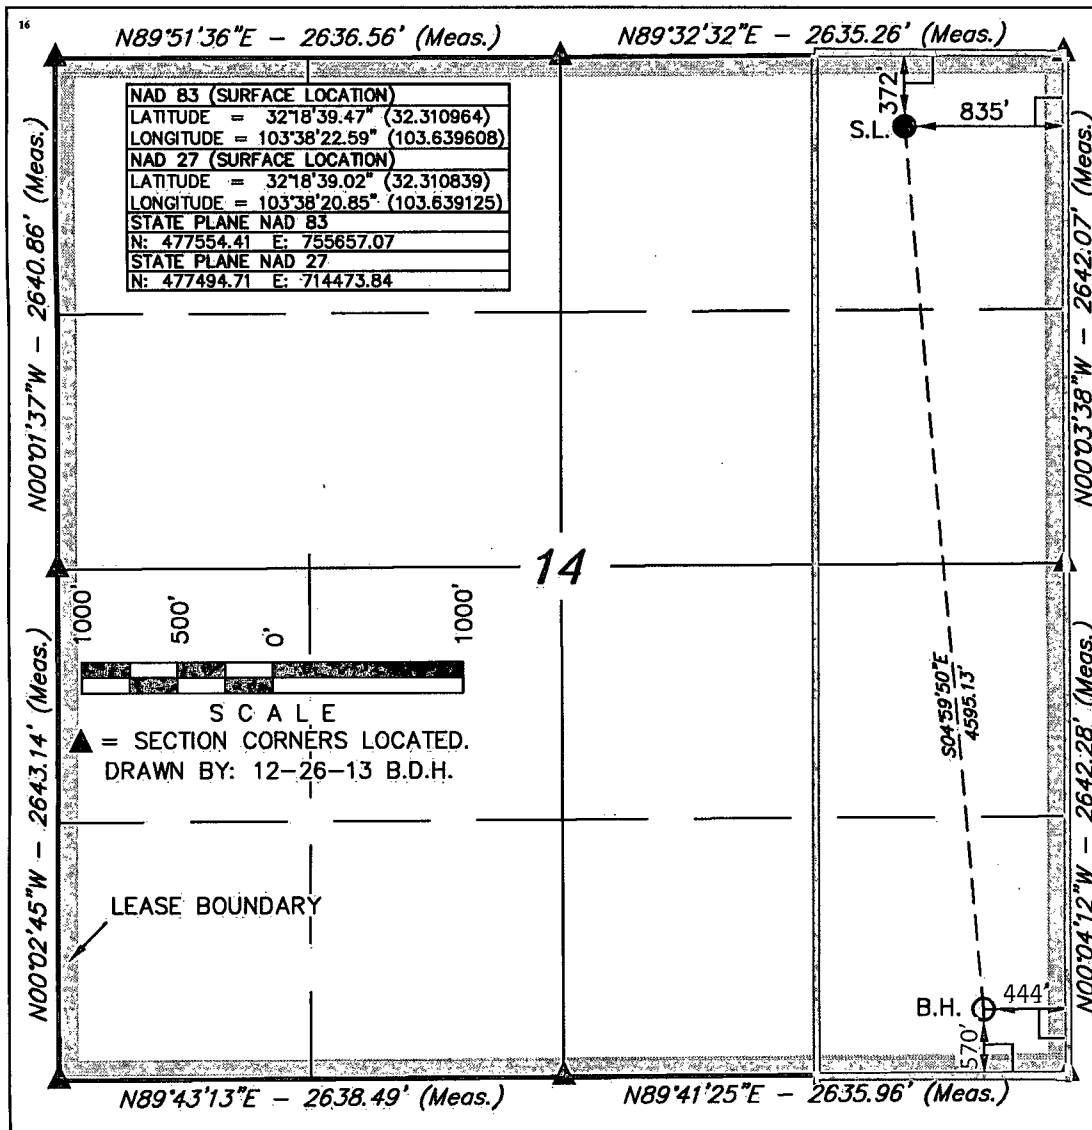 16
N89°51'36"E - 2636.56' (Meas.)
N89°32'32"E - 2635.26' (Meas.)
NAD 83 (SURFACE LOCATION)
LATITUDE = 32°18'39.47" (32.310964)
LONGITUDE = 103°38'22.59" (103.639608)
NAD 27 (SURFACE LOCATION)
LATITUDE = 32°18'39.02" (32.310839)
LONGITUDE = 103°38'20.85" (103.639125)
STATE PLANE NAD 83
N: 477554.41 E: 755657.07
STATE PLANE NAD 27
N: 477494.71 E: 714473.84
372'
S.L.
835'
N00°01'37"W - 2640.86' (Meas.)
N00°03'38"W - 2642.07' (Meas.)
14
1000'
500'
0'
1000'
SCALE
▲ = SECTION CORNERS LOCATED.
DRAWN BY: 12-26-13 B.D.H.
S04°59'50"E
4595.13'
N00°02'45"W - 2643.14' (Meas.)
N00°04'12"W - 2642.28' (Meas.)
LEASE BOUNDARY
B.H.
444'
570'
N89°43'13"E - 2638.49' (Meas.)
N89°41'25"E - 2635.96' (Meas.)